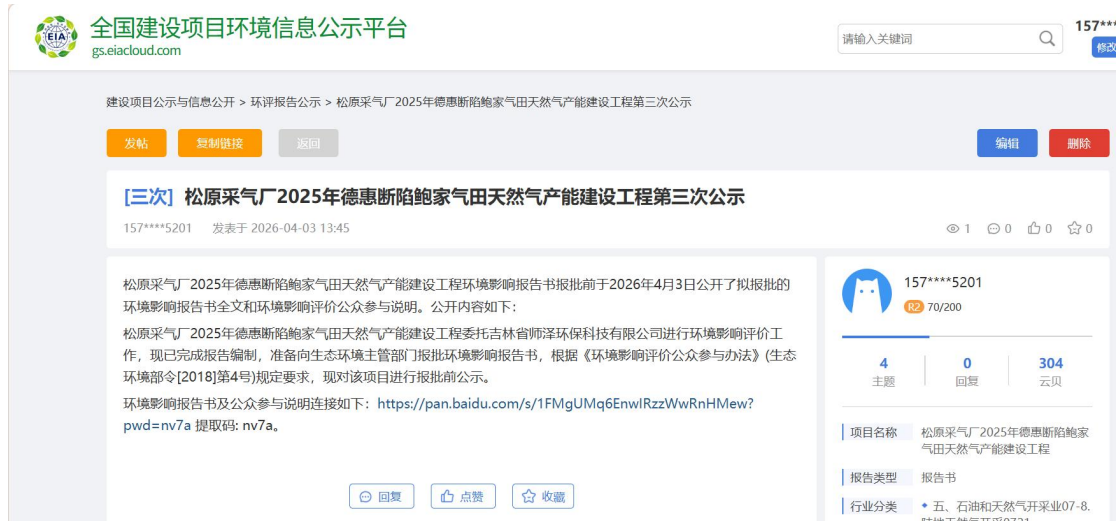 EIA
全国建设项目环境信息公示平台
gs.eiacloud.com
请输入关键词
157***
修改
建设项目公示与信息公开 > 环评报告公示 > 松原采气厂2025年德惠断陷鲍家气田天然气产能建设工程第三次公示
发帖 复制链接 返回 编辑 删除
[三次] 松原采气厂2025年德惠断陷鲍家气田天然气产能建设工程第三次公示
157****5201 发表于 2026-04-03 13:45
1 0 0 0
松原采气厂2025年德惠断陷鲍家气田天然气产能建设工程环境影响报告书报批前于2026年4月3日公开了拟报批的
环境影响报告书全文和环境影响评价公众参与说明。公开内容如下：
松原采气厂2025年德惠断陷鲍家气田天然气产能建设工程委托吉林省师泽环保科技有限公司进行环境影响评价工
作，现已完成报告编制，准备向生态环境主管部门报批环境影响报告书，根据《环境影响评价公众参与办法》(生态
环境部令[2018]第4号)规定要求，现对该项目进行报批前公示。
环境影响报告书及公众参与说明连接如下：https://pan.baidu.com/s/1FMgUMq6EnwIRzzWwRnHMew?
pwd=nv7a 提取码: nv7a。
回复 点赞 收藏
157****5201
R2 70/200
4 0 304
主题 回复 云贝
项目名称 松原采气厂2025年德惠断陷鲍家
气田天然气产能建设工程
报告类型 报告书
行业分类 五、石油和天然气开采业07-8.
陆地天然气开采0721